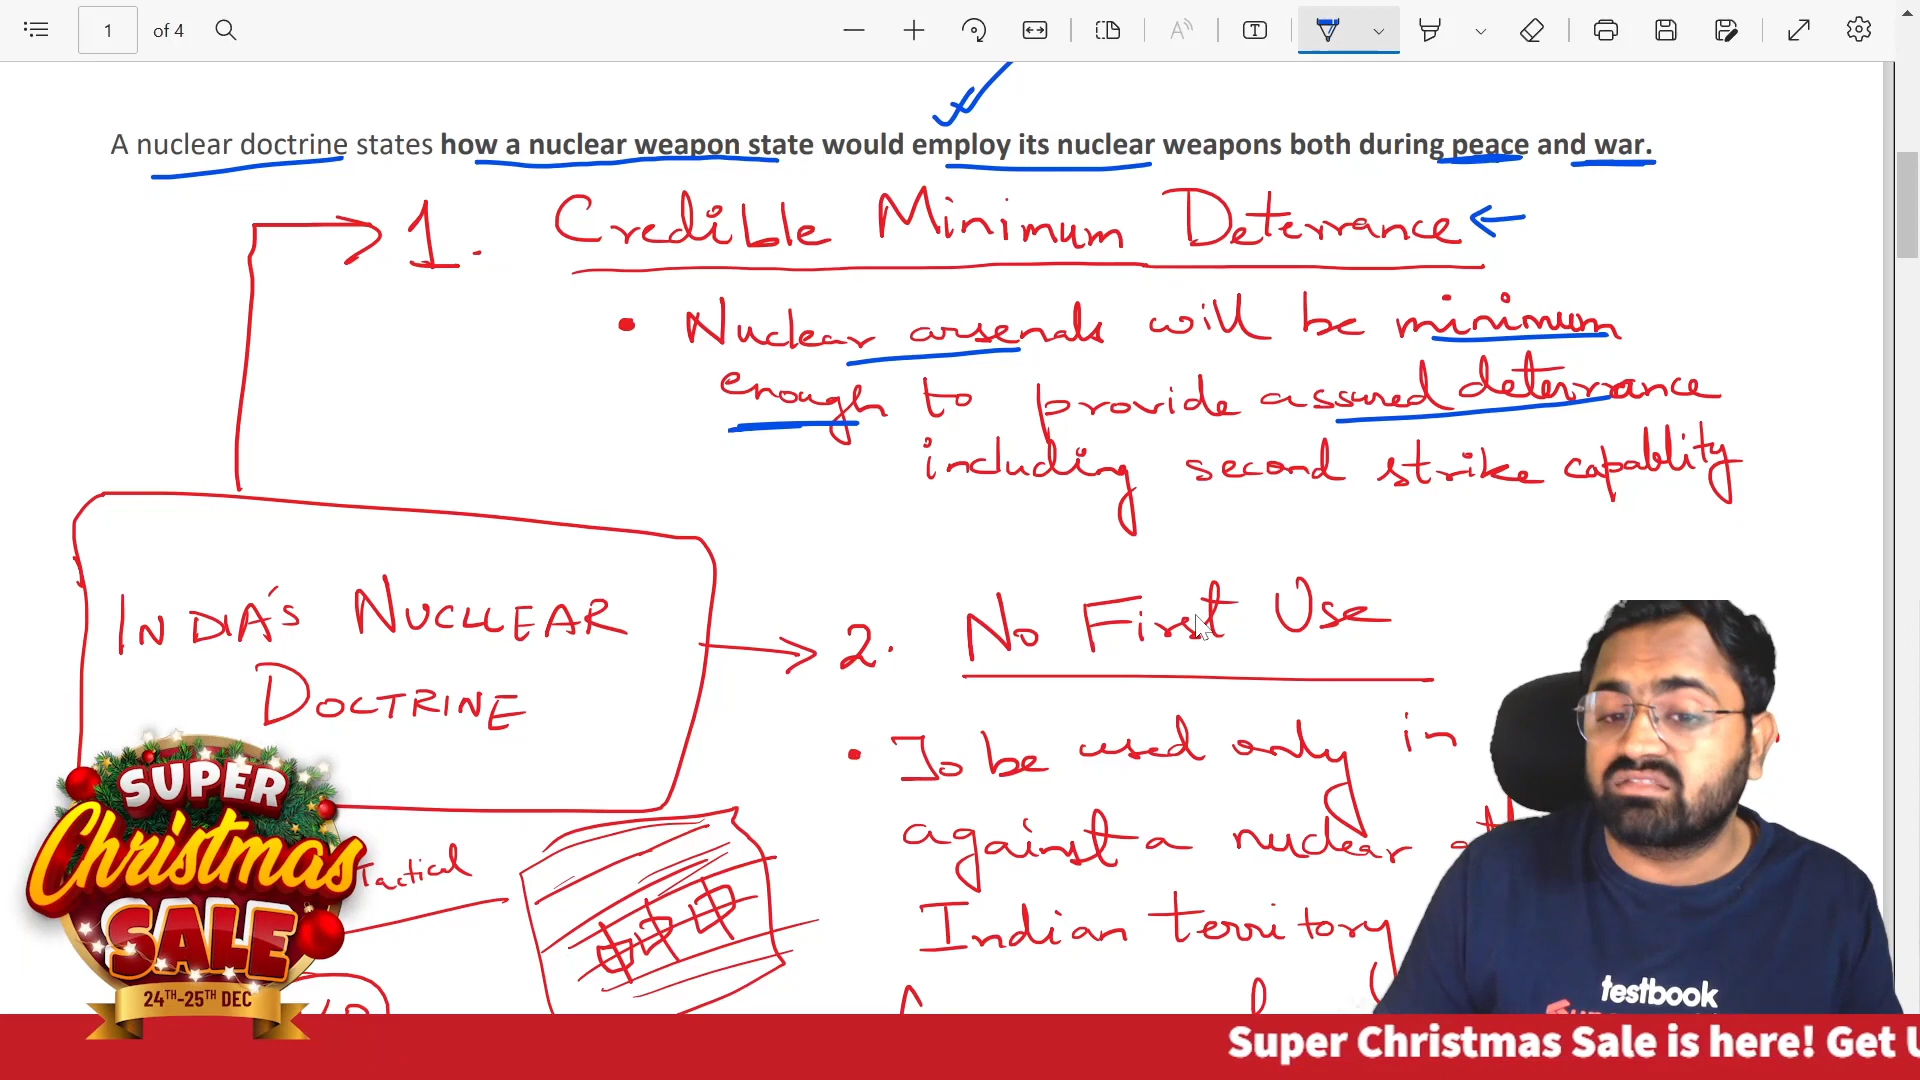 1 of 4
A nuclear doctrine states how a nuclear weapon state would employ its nuclear weapons both during peace and war.
1. Credible Minimum Deterrance
• Nuclear arsenals will be minimum
enough to provide assured deterrance
including second strike capablity
INDIA'S NUCLEAR
DOCTRINE
2. No First Use
• To be used only in
against a nuclear
Indian territory
Tactical
SUPER
Christmas
SALE
24TH-25TH DEC
testbook
Super Christmas Sale is here! Get